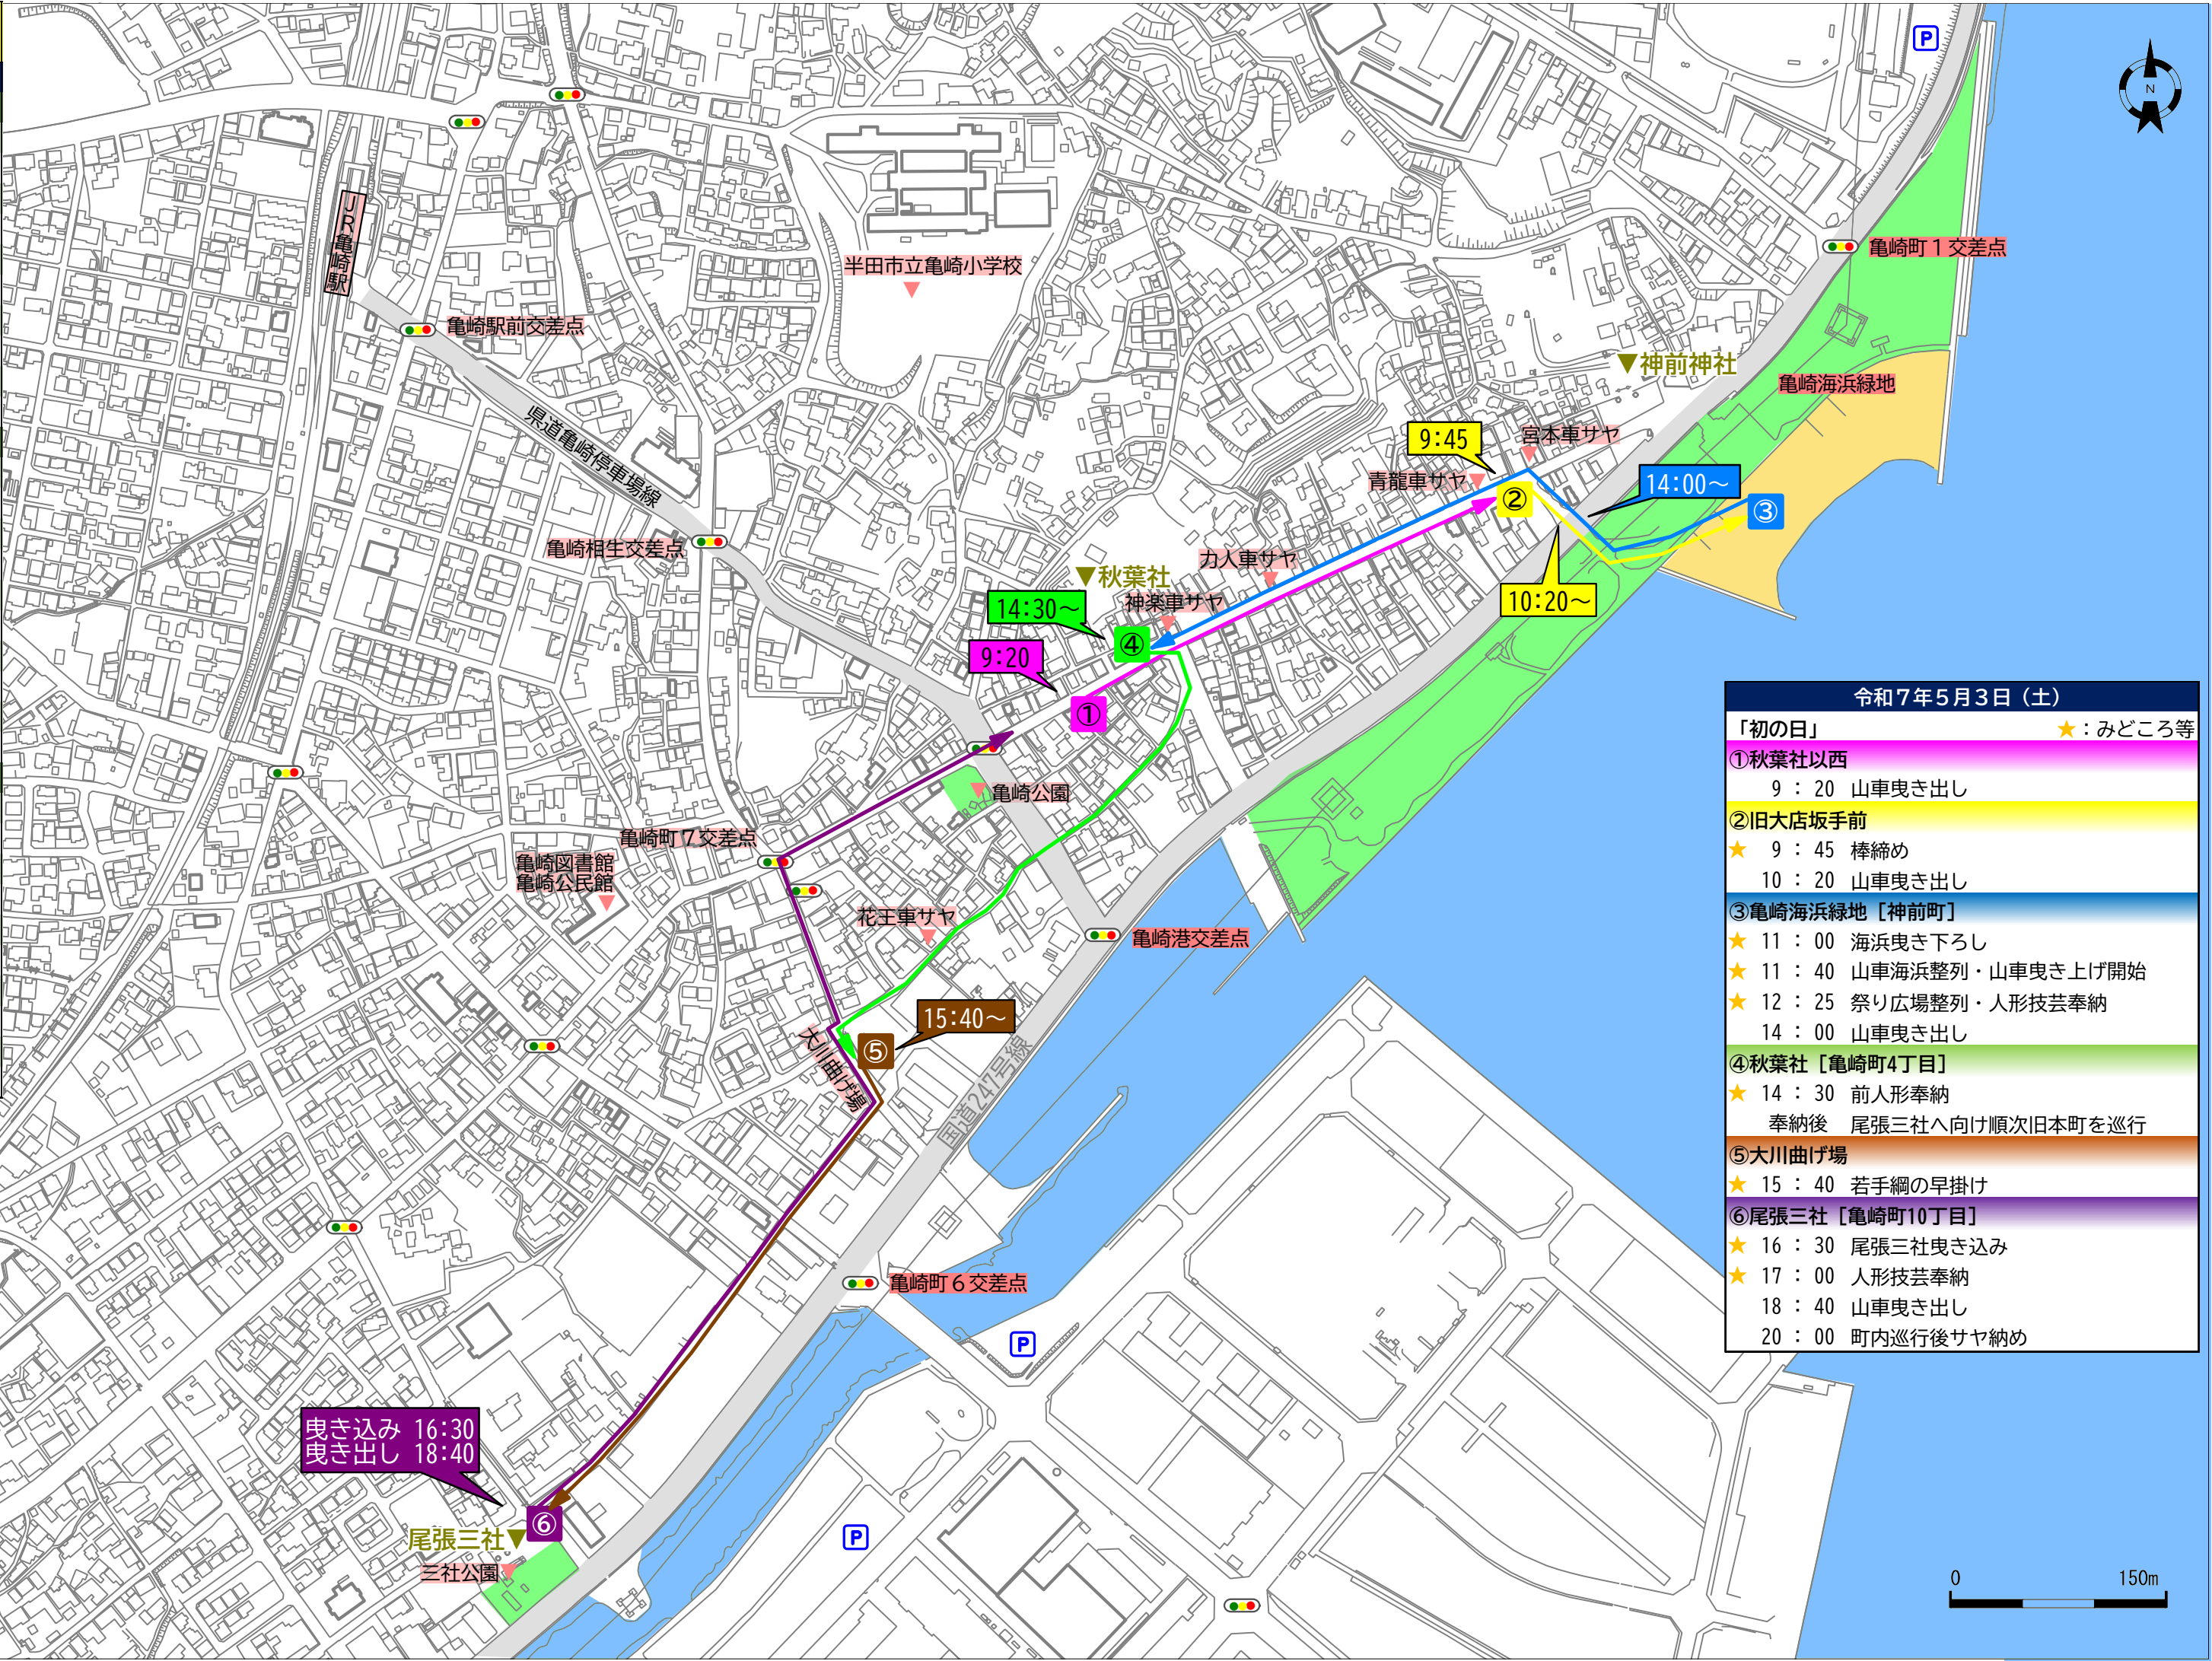 P
N
亀崎町１交差点
JR亀崎駅
半田市立亀崎小学校
亀崎駅前交差点
▼神前神社
亀崎海浜緑地
県道亀崎停車場線
9:45
宮本車サヤ
青龍車サヤ
②
14:00～
③
亀崎相生交差点
力人車サヤ
▼秋葉社
10:20～
14:30～
神楽車サヤ
④
9:20
①
亀崎公園
亀崎町７交差点
亀崎図書館
亀崎公民館
花王車サヤ
亀崎港交差点
15:40～
⑤
大川曲げ場
国道247号線
亀崎町６交差点
P
曳き込み 16:30
曳き出し 18:40
⑥
尾張三社▼
三社公園
P
令和７年５月３日（土）
「初の日」 ★：みどころ等
①秋葉社以西
9：20 山車曳き出し
②旧大店坂手前
★ 9：45 棒締め
10：20 山車曳き出し
③亀崎海浜緑地［神前町］
★ 11：00 海浜曳き下ろし
★ 11：40 山車海浜整列・山車曳き上げ開始
★ 12：25 祭り広場整列・人形技芸奉納
14：00 山車曳き出し
④秋葉社［亀崎町4丁目］
★ 14：30 前人形奉納
奉納後 尾張三社へ向け順次旧本町を巡行
⑤大川曲げ場
★ 15：40 若手綱の早掛け
⑥尾張三社［亀崎町10丁目］
★ 16：30 尾張三社曳き込み
★ 17：00 人形技芸奉納
18：40 山車曳き出し
20：00 町内巡行後サヤ納め
0 150m